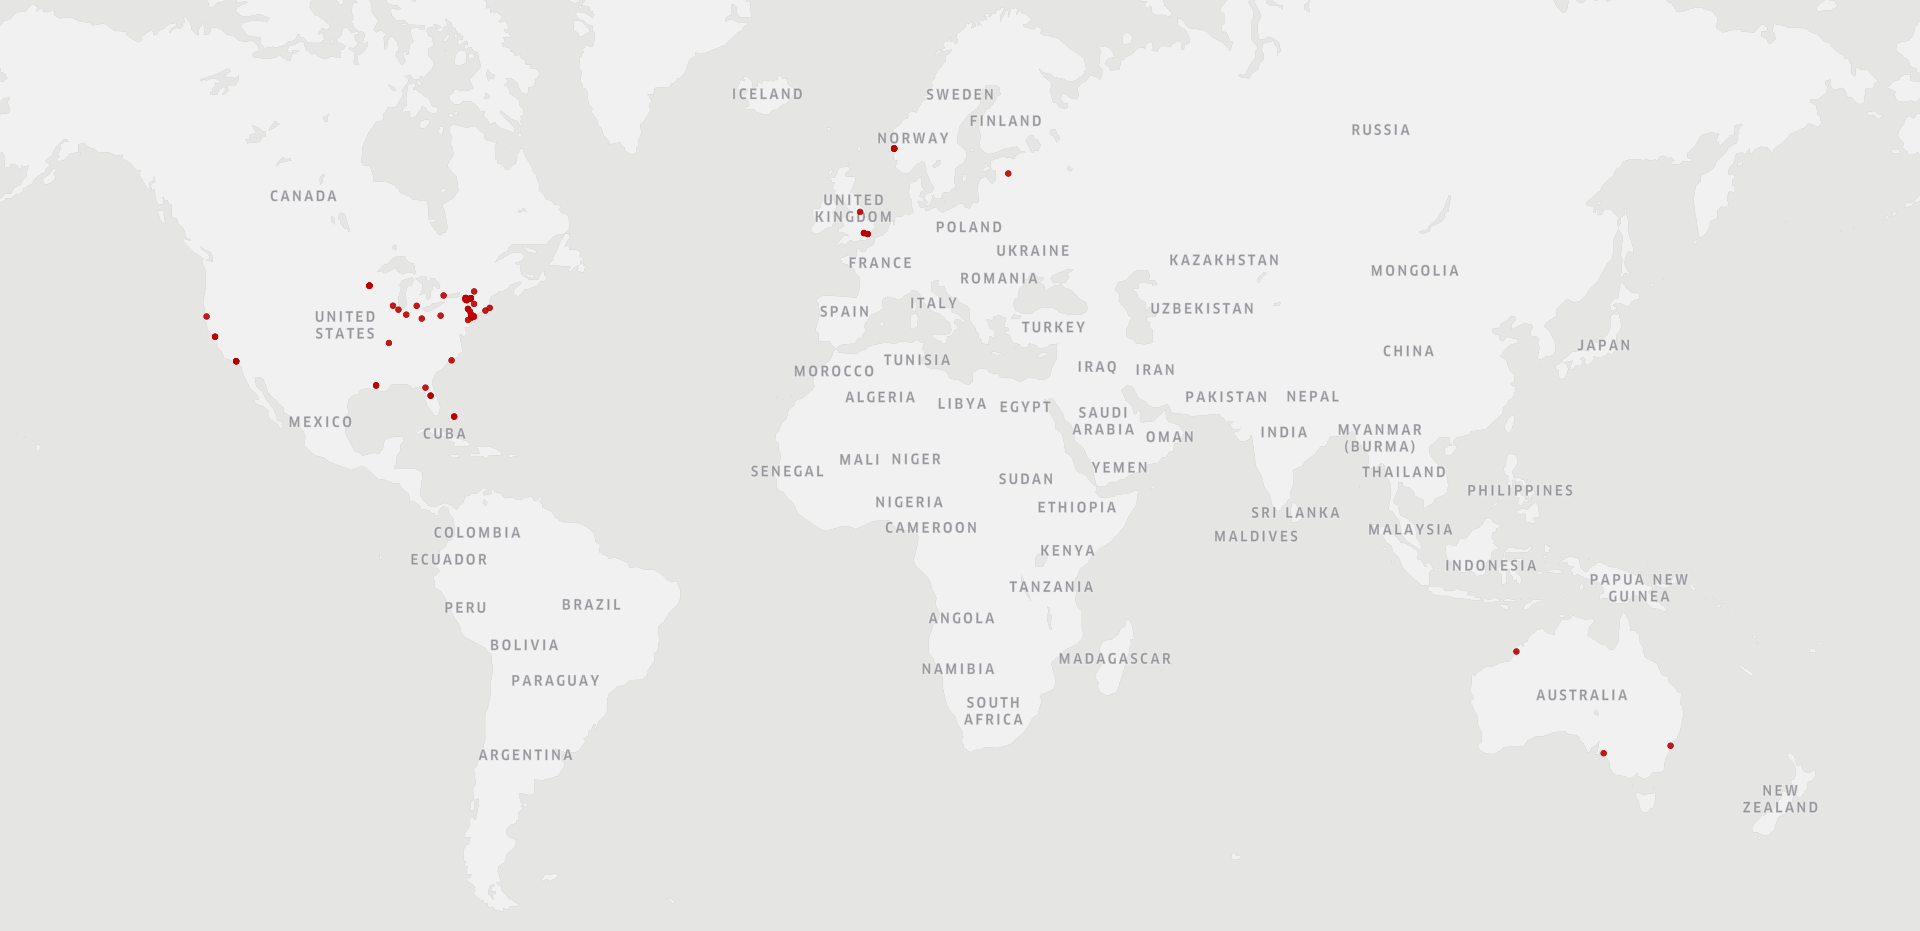 ICELAND
SWEDEN
FINLAND
NORWAY
RUSSIA
CANADA
UNITED
KINGDOM
POLAND
UKRAINE
FRANCE
KAZAKHSTAN
MONGOLIA
ROMANIA
ITALY
SPAIN
UZBEKISTAN
UNITED
STATES
TURKEY
JAPAN
CHINA
TUNISIA
MOROCCO
IRAQ
IRAN
ALGERIA
LIBYA
EGYPT
PAKISTAN
NEPAL
SAUDI
ARABIA
OMAN
MEXICO
CUBA
INDIA
MYANMAR
(BURMA)
SENEGAL
MALI
NIGER
YEMEN
THAILAND
SUDAN
PHILIPPINES
NIGERIA
ETHIOPIA
SRI LANKA
CAMEROON
COLOMBIA
MALDIVES
MALAYSIA
ECUADOR
KENYA
INDONESIA
TANZANIA
PAPUA NEW
GUINEA
PERU
BRAZIL
ANGOLA
BOLIVIA
NAMIBIA
MADAGASCAR
PARAGUAY
AUSTRALIA
SOUTH
AFRICA
ARGENTINA
NEW
ZEALAND